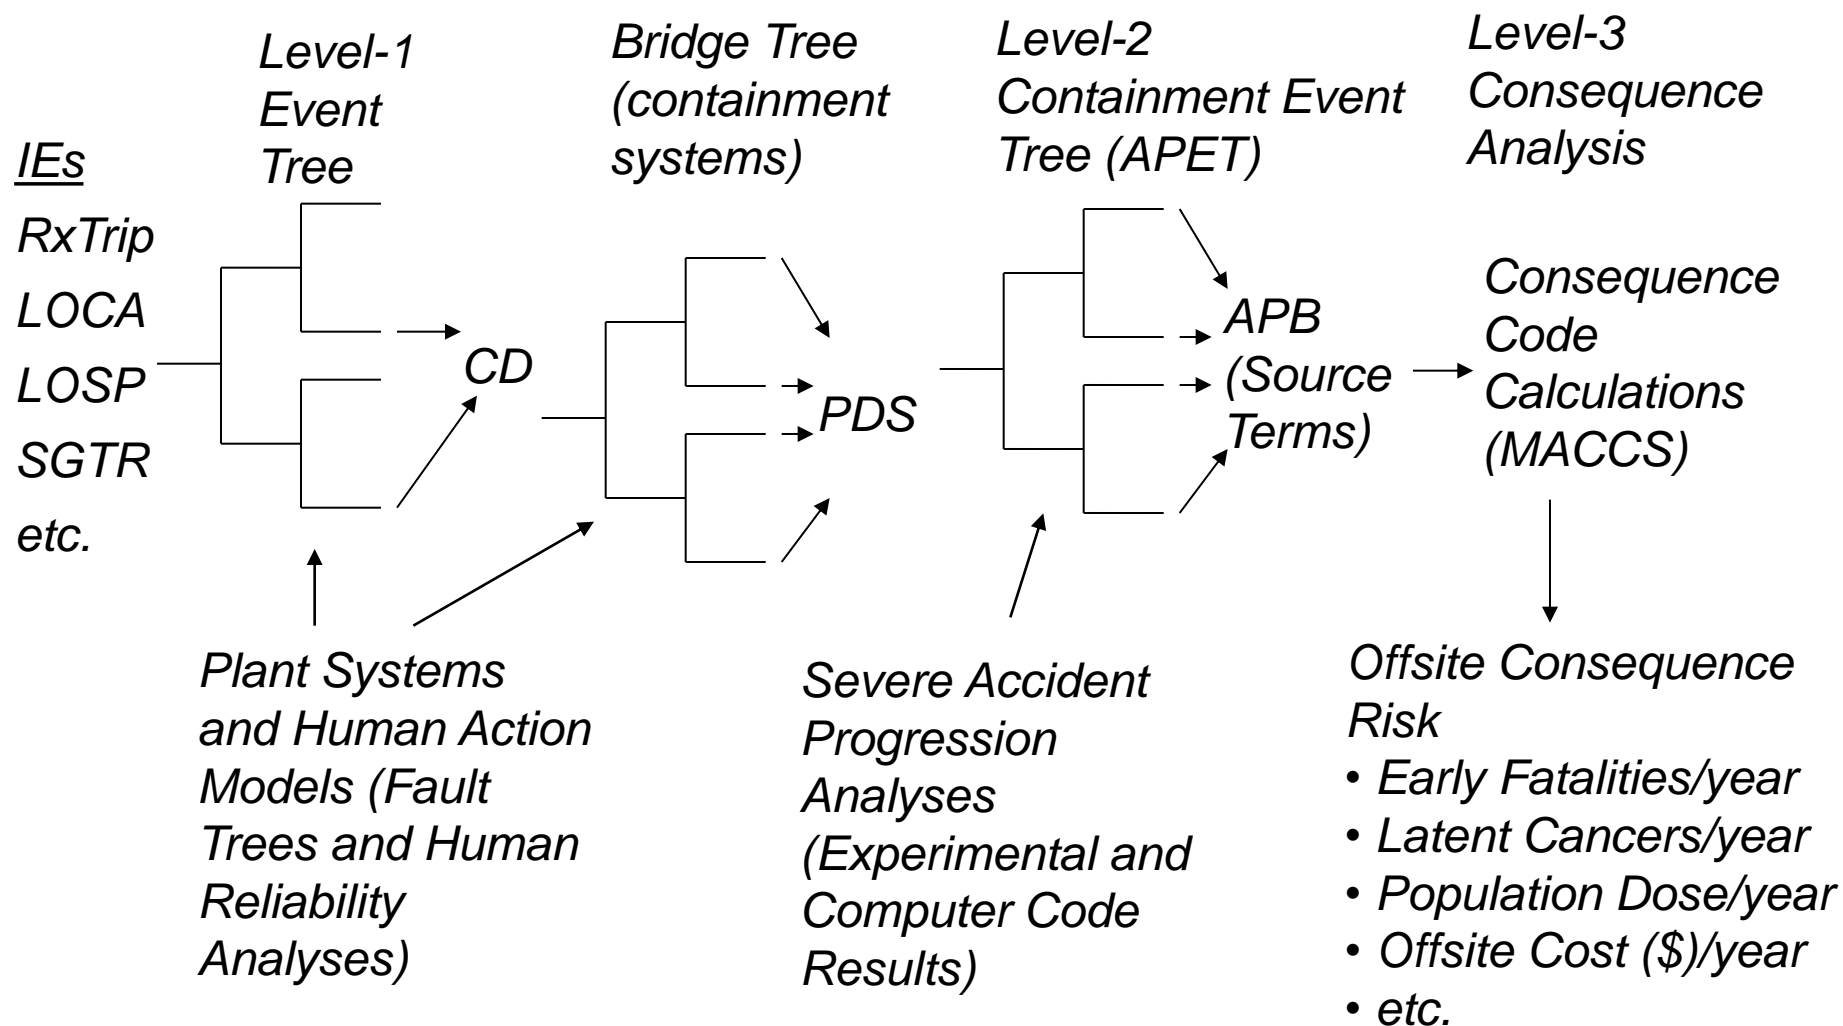 Level-1
Event
Tree
Bridge Tree
(containment
systems)
Level-2
Containment Event
Tree (APET)
Level-3
Consequence
Analysis
IEs
RxTrip
LOCA
LOSP
SGTR
etc.
CD
PDS
APB
(Source
Terms)
Consequence
Code
Calculations
(MACCS)
Plant Systems
and Human Action
Models (Fault
Trees and Human
Reliability
Analyses)
Severe Accident
Progression
Analyses
(Experimental and
Computer Code
Results)
Offsite Consequence
Risk
• Early Fatalities/year
• Latent Cancers/year
• Population Dose/year
• Offsite Cost ($)/year
• etc.